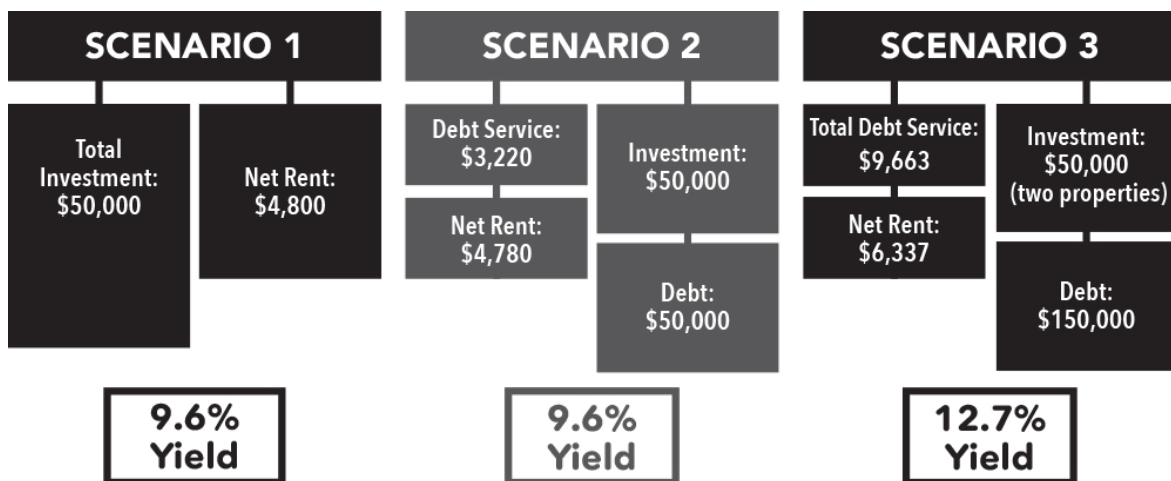 SCENARIO 1
Total
Investment:
$50,000
Net Rent:
$4,800
9.6%
Yield
SCENARIO 2
Debt Service:
$3,220
Net Rent:
$4,780
Investment:
$50,000
Debt:
$50,000
9.6%
Yield
SCENARIO 3
Total Debt Service:
$9,663
Net Rent:
$6,337
Investment:
$50,000
(two properties)
Debt:
$150,000
12.7%
Yield